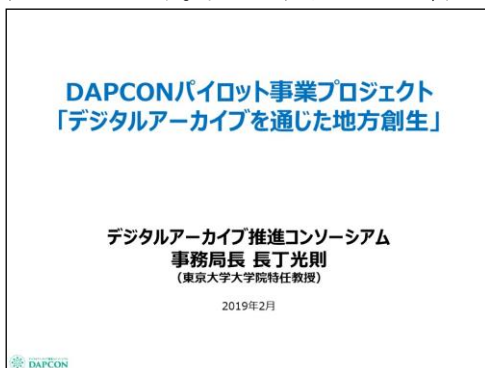 DAPCONパイロット事業プロジェクト
「デジタルアーカイブを通じた地方創生」
デジタルアーカイブ推進コンソーシアム
事務局長 長丁光則
(東京大学大学院特任教授)
2019年2月
DAPCON